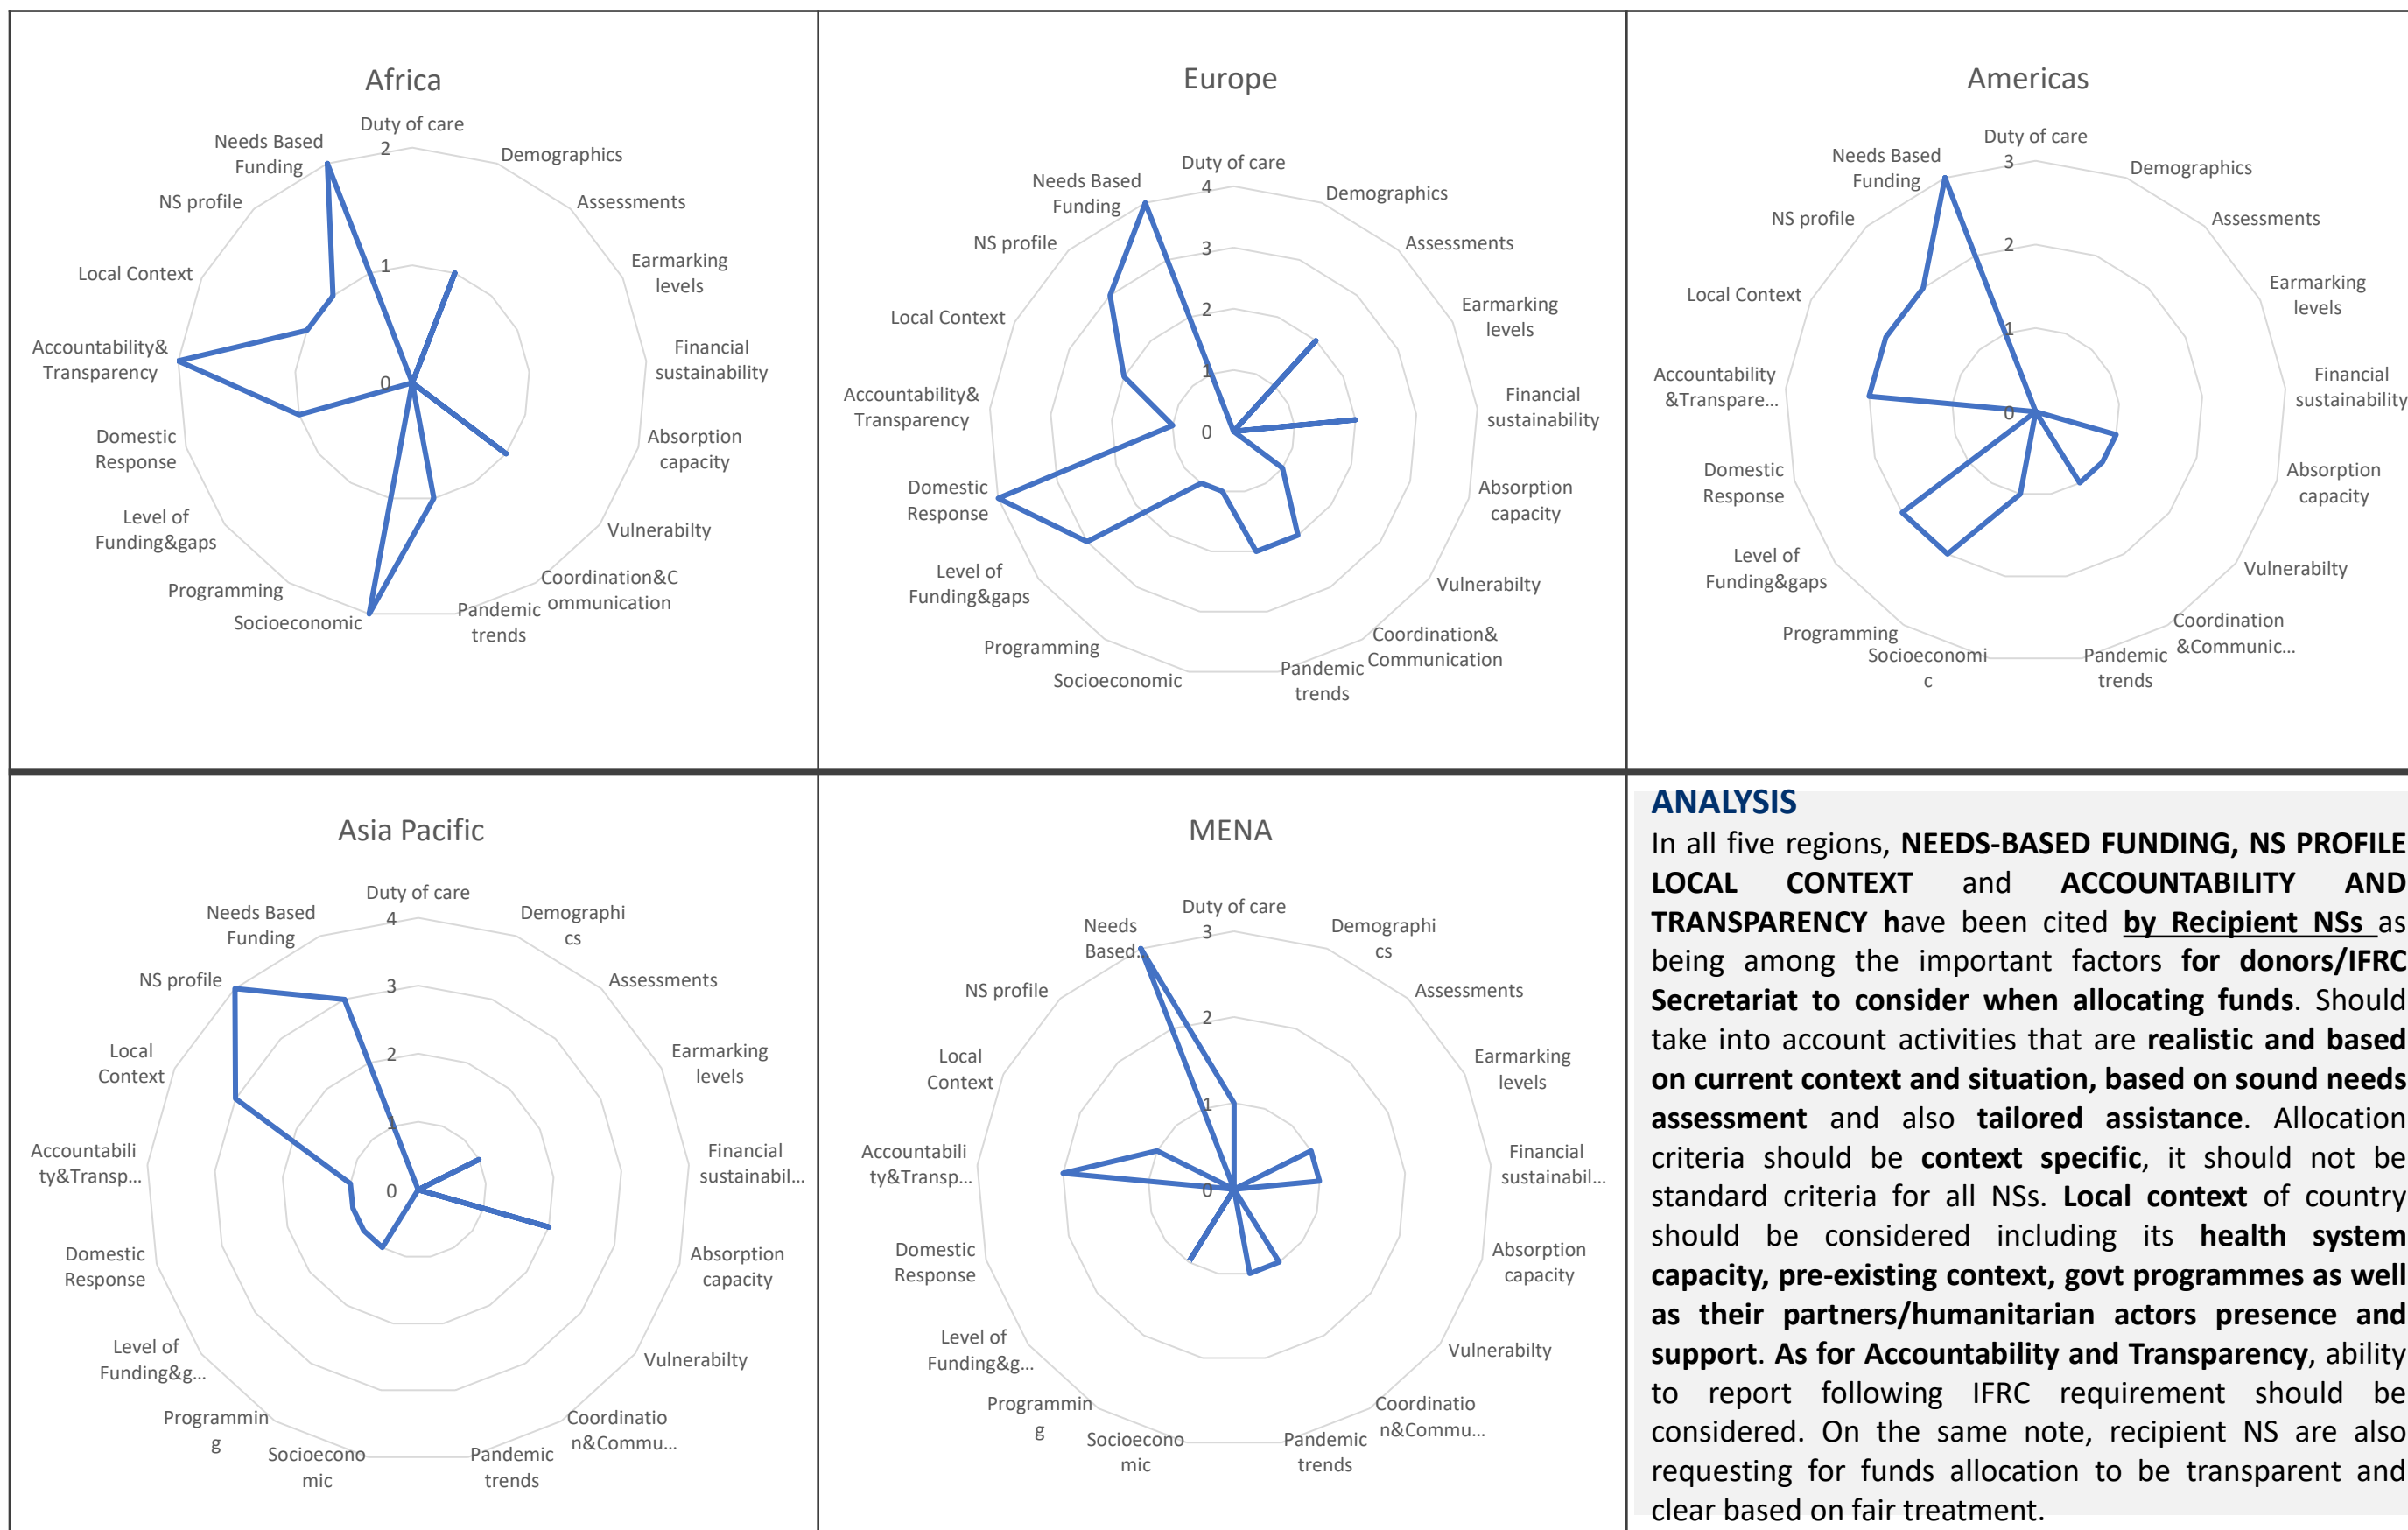 Africa
Duty of care
Needs Based
Funding
2
Demographics
NS profile
Assessments
Local Context
1
Earmarking
levels
Accountability&
Transparency
Financial
sustainability
0
Domestic
Response
Absorption
capacity
Level of
Funding&gaps
Vulnerabilty
Programming
Coordination&C
ommunication
Socioeconomic
Pandemic
trends
Europe
Duty of care
Needs Based
Funding
4
Demographics
NS profile
3
Assessments
Local Context
2
Earmarking
levels
Accountability&
Transparency
1
Financial
sustainability
0
Domestic
Response
Absorption
capacity
Level of
Funding&gaps
Vulnerabilty
Programming
Coordination&
Communication
Socioeconomic
Pandemic
trends
Americas
Duty of care
Needs Based
Funding
3
Demographics
NS profile
Assessments
2
Local Context
Earmarking
levels
1
Accountability
&Transpare...
Financial
sustainability
0
Domestic
Response
Absorption
capacity
Level of
Funding&gaps
Vulnerabilty
Programming
Coordination
&Communic...
Socioeconomi
c
Pandemic
trends
Asia Pacific
Duty of care
Needs Based
Funding
4
Demographi
cs
NS profile
3
Assessments
Local
Context
2
Earmarking
levels
1
Accountabili
ty&Transp...
Financial
sustainabil...
0
Domestic
Response
Absorption
capacity
Level of
Funding&g...
Vulnerabilty
Programmin
g
Coordinatio
n&Commu...
Socioecono
mic
Pandemic
trends
MENA
Duty of care
Needs
Based...
3
Demographi
cs
NS profile
Assessments
2
Local
Context
Earmarking
levels
1
Accountabili
ty&Transp...
Financial
sustainabil...
0
Domestic
Response
Absorption
capacity
Level of
Funding&g...
Vulnerabilty
Programmin
g
Coordinatio
n&Commu...
Socioecono
mic
Pandemic
trends
ANALYSIS
In all five regions, NEEDS-BASED FUNDING, NS PROFILE
LOCAL CONTEXT and ACCOUNTABILITY AND
TRANSPARENCY have been cited by Recipient NSs as
being among the important factors for donors/IFRC
Secretariat to consider when allocating funds. Should
take into account activities that are realistic and based
on current context and situation, based on sound needs
assessment and also tailored assistance. Allocation
criteria should be context specific, it should not be
standard criteria for all NSs. Local context of country
should be considered including its health system
capacity, pre-existing context, govt programmes as well
as their partners/humanitarian actors presence and
support. As for Accountability and Transparency, ability
to report following IFRC requirement should be
considered. On the same note, recipient NS are also
requesting for funds allocation to be transparent and
clear based on fair treatment.